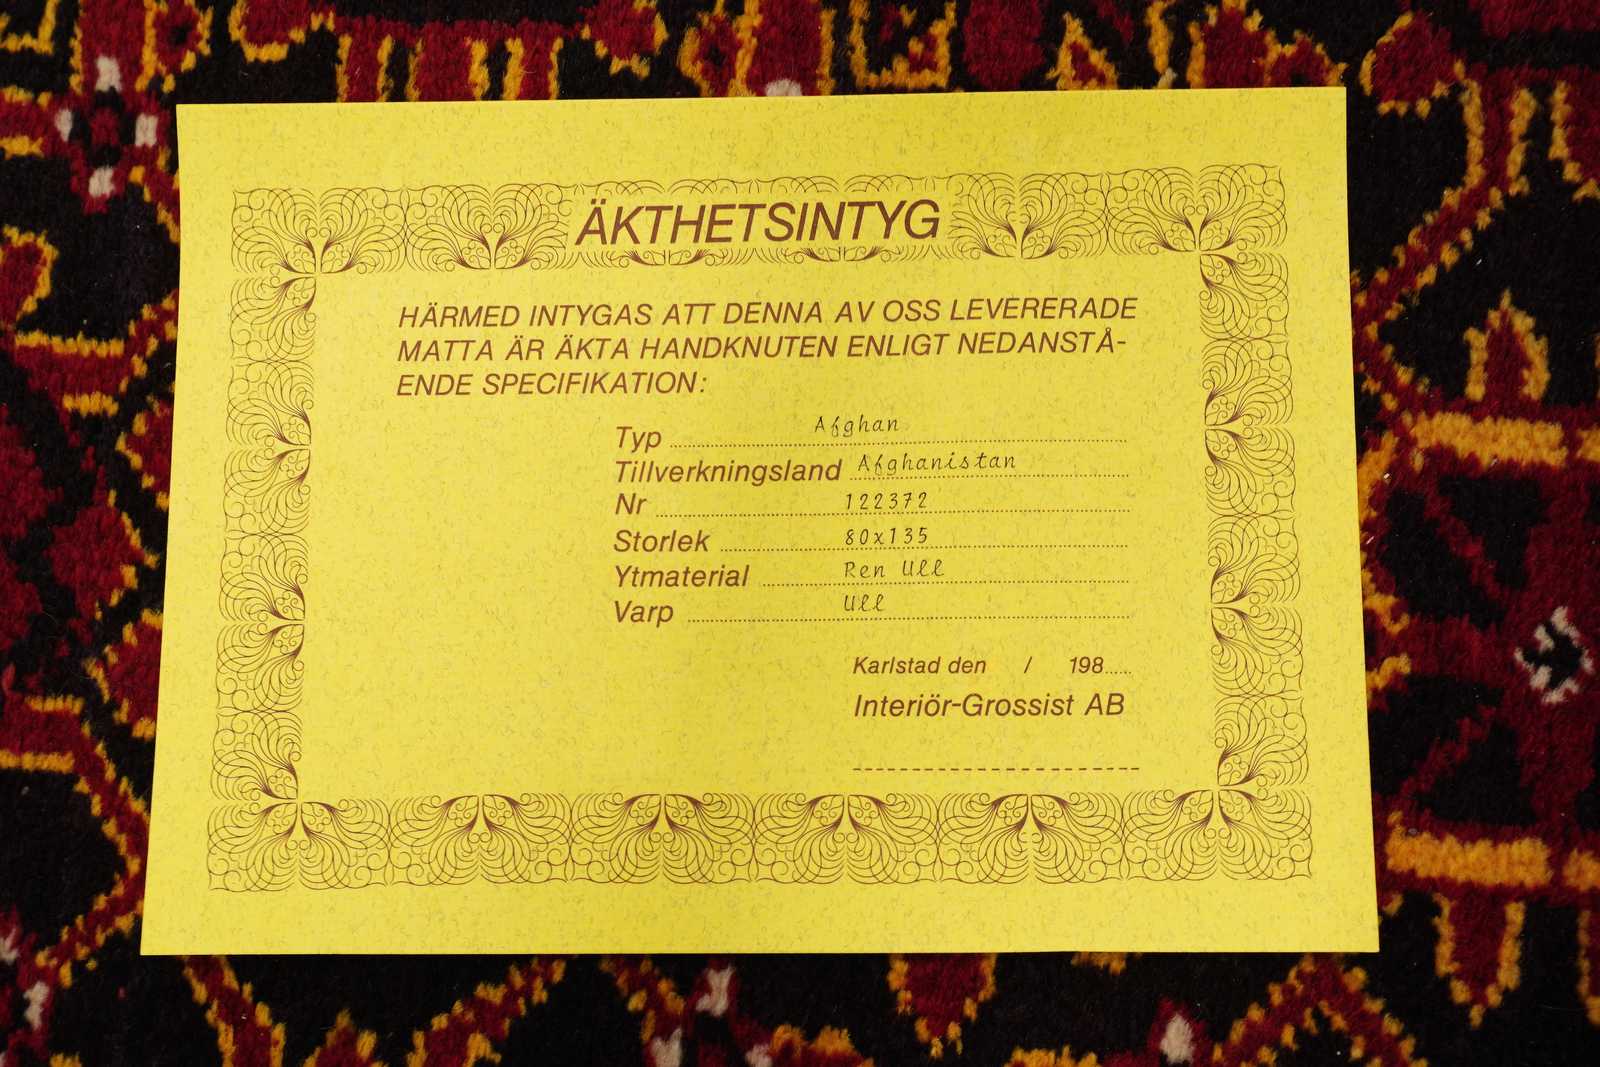 ÄKTHETSINTYG
HÄRMED INTYGAS ATT DENNA AV OSS LEVERERADE
MATTA ÄR ÄKTA HANDKNUTEN ENLIGT NEDANSTÅ-
ENDE SPECIFIKATION:
Typ Afghan
Tillverkningsland Afghanistan
Nr 122372
Storlek 80x135
Ytmaterial Ren Ull
Varp Ull
Karlstad den / 198......
Interiör-Grossist AB